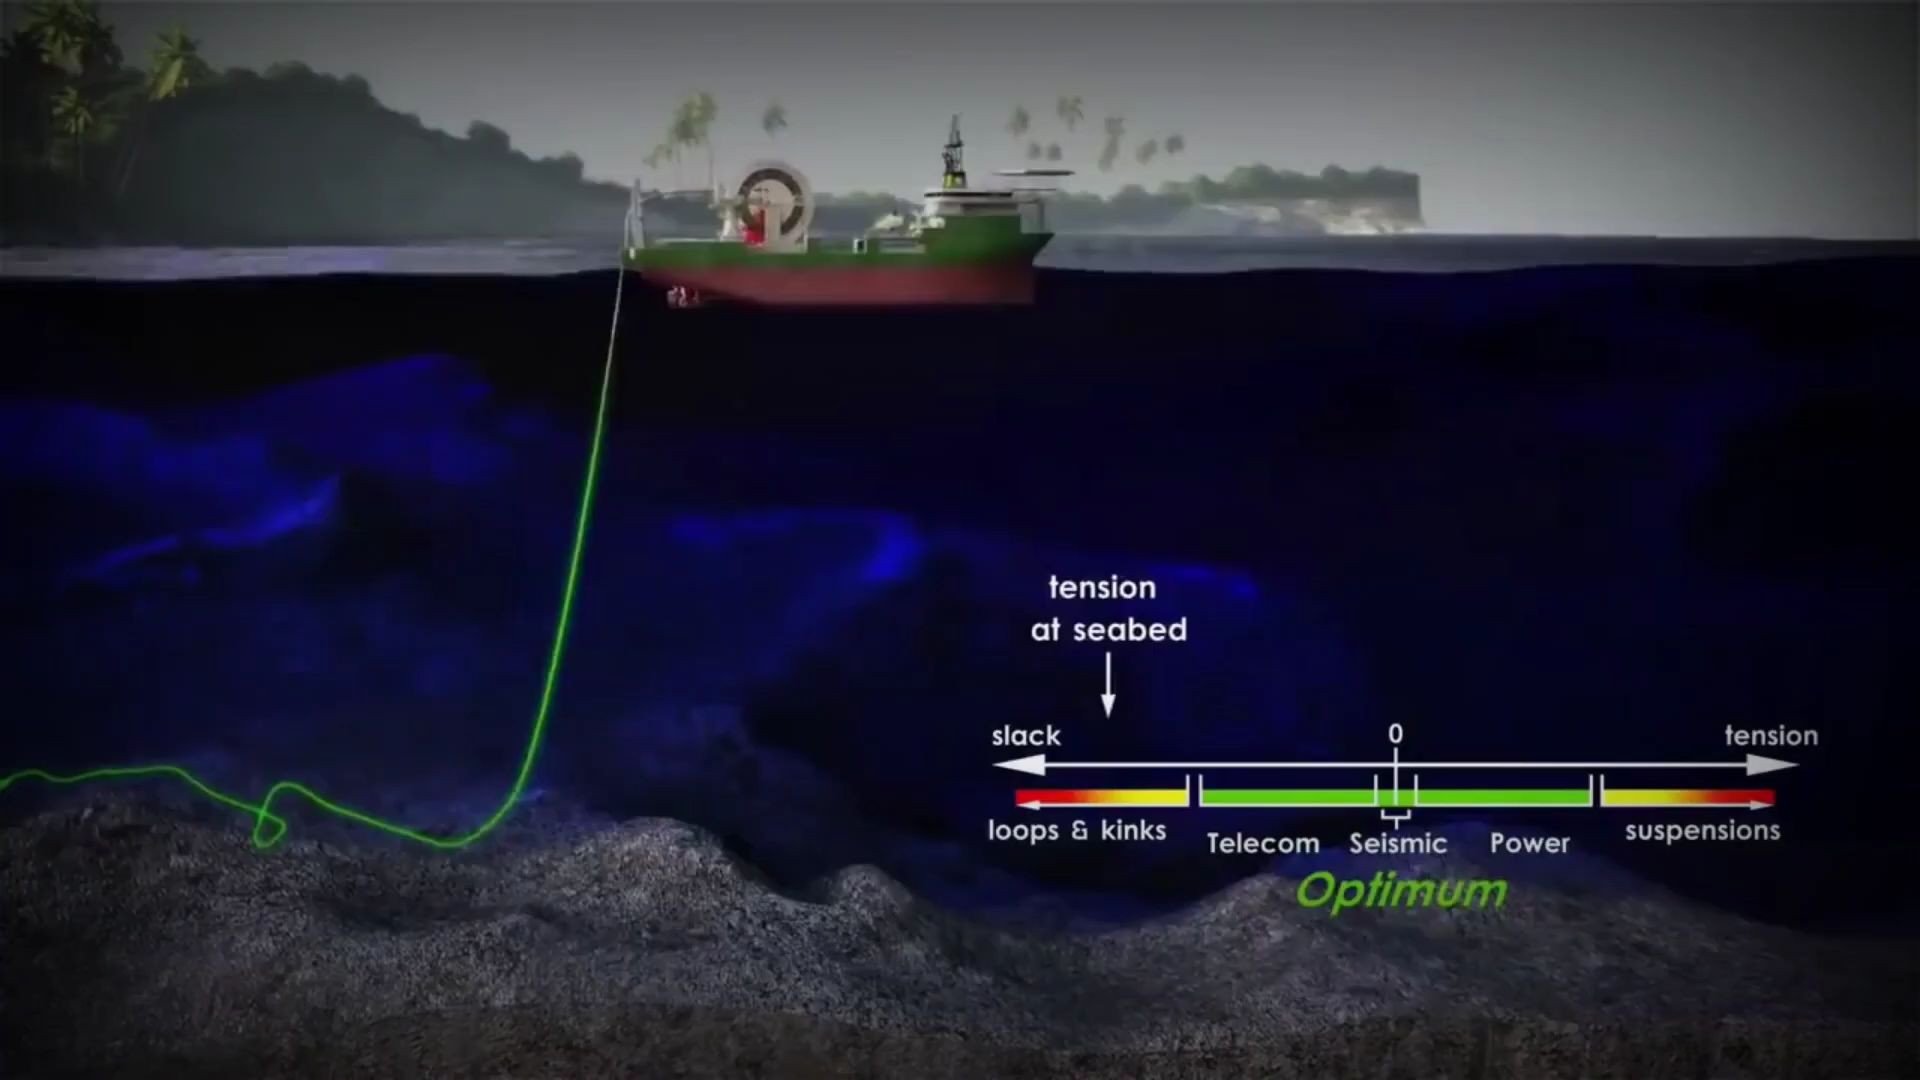 tension
at seabed
slack
0
tension
loops & kinks
Telecom
Seismic
Power
suspensions
Optimum